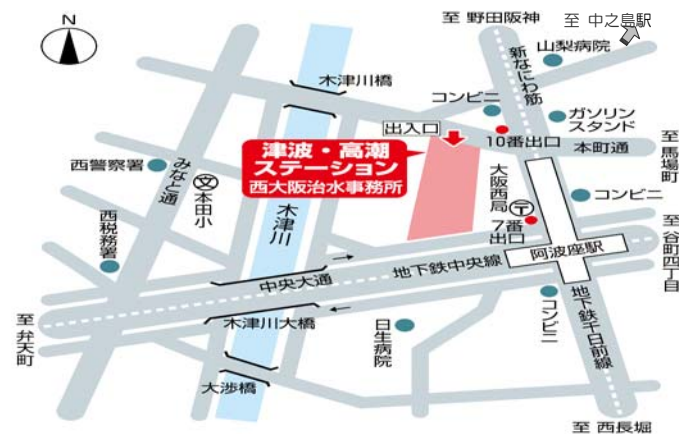 N
至 野田阪神
至 中之島駅
新なにわ筋
山梨病院
木津川橋
コンビニ
ガソリン
スタンド
出入口
10番出口
本町通
至 馬場町
津波・高潮
ステーション
西大阪治水事務所
西警察署
みなと通
文
本田小
木津川
大阪西局
〒
コンビニ
7番
出口
至 谷町四丁目
西税務署
阿波座駅
地下鉄中央線
中央大通
木津川大橋
日生病院
コンビニ
地下鉄千日前線
至 弁天町
大渉橋
至 西長堀